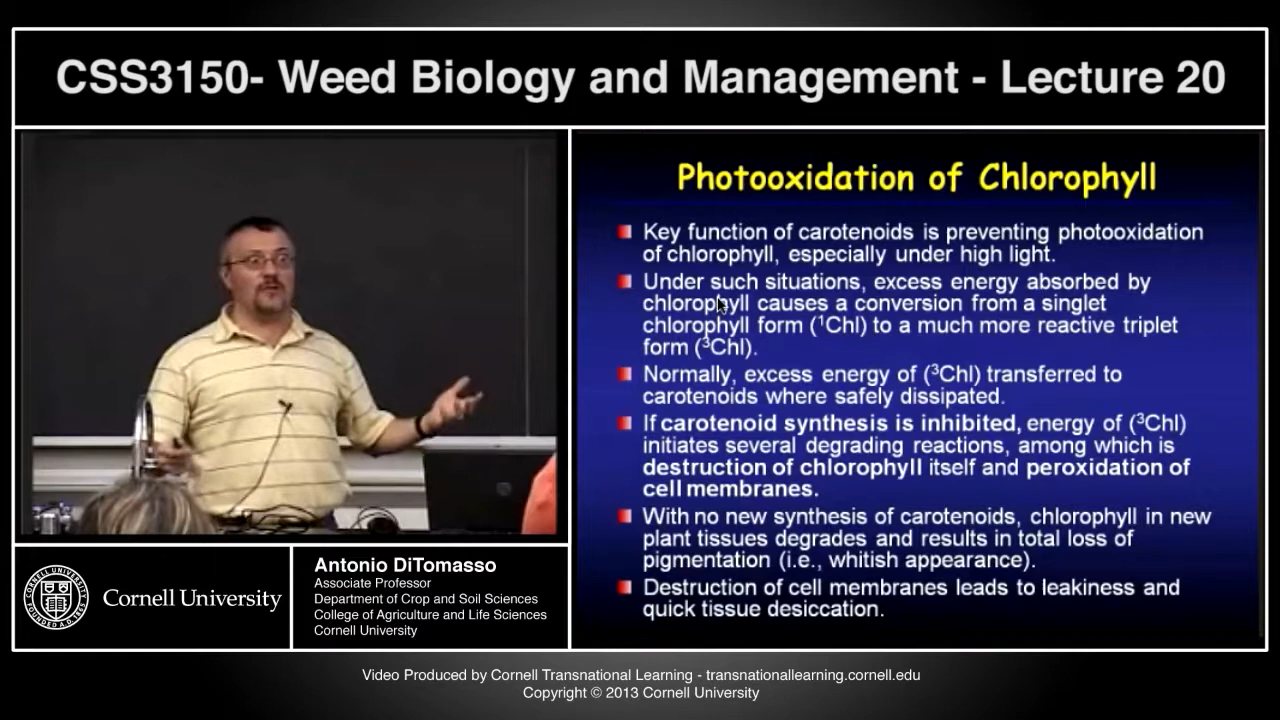 CSS3150- Weed Biology and Management - Lecture 20
Photooxidation of Chlorophyll
Key function of carotenoids is preventing photooxidation
of chlorophyll, especially under high light.
Under such situations, excess energy absorbed by
chlorophyll causes a conversion from a singlet
chlorophyll form (¹Chl) to a much more reactive triplet
form (³Chl).
Normally, excess energy of (³Chl) transferred to
carotenoids where safely dissipated.
If carotenoid synthesis is inhibited, energy of (³Chl)
initiates several degrading reactions, among which is
destruction of chlorophyll itself and peroxidation of
cell membranes.
With no new synthesis of carotenoids, chlorophyll in new
plant tissues degrades and results in total loss of
pigmentation (i.e., whitish appearance).
Destruction of cell membranes leads to leakiness and
quick tissue desiccation.
Cornell University
Antonio DiTomasso
Associate Professor
Department of Crop and Soil Sciences
College of Agriculture and Life Sciences
Cornell University
Video Produced by Cornell Transnational Learning - transnationallearning.cornell.edu
Copyright © 2013 Cornell University